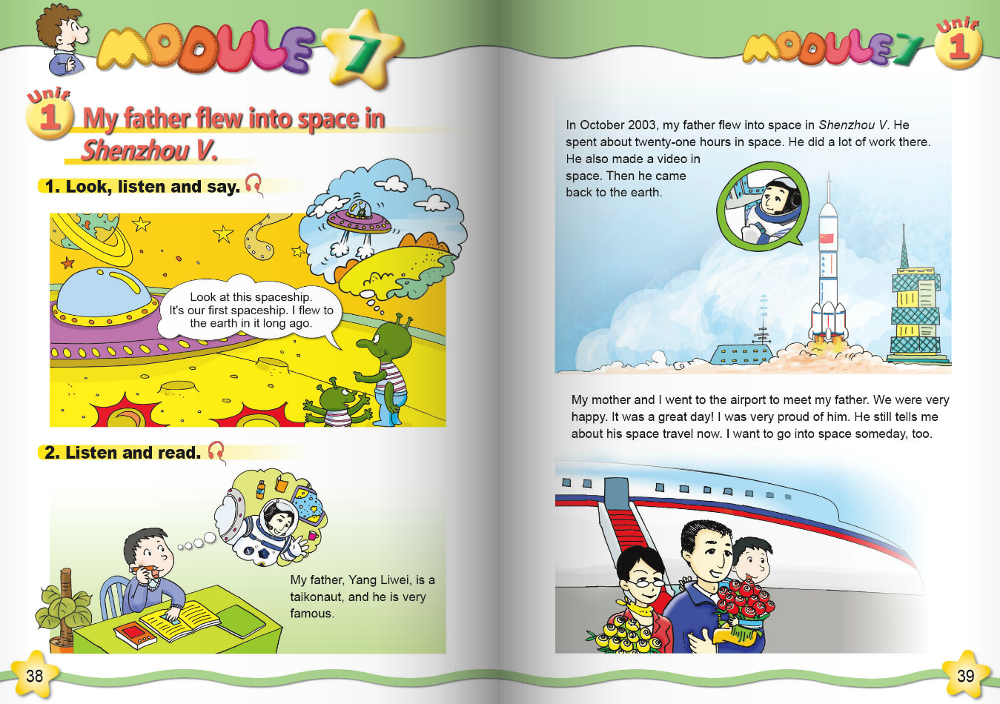 MODULE 7
Unit 1 My father flew into space in
Shenzhou V.
1. Look, listen and say.
Look at this spaceship.
It's our first spaceship. I flew to
the earth in it long ago.
2. Listen and read.
My father, Yang Liwei, is a
taikonaut, and he is very
famous.
38
MODULE 7 Unit 1
In October 2003, my father flew into space in Shenzhou V. He
spent about twenty-one hours in space. He did a lot of work there.
He also made a video in
space. Then he came
back to the earth.
My mother and I went to the airport to meet my father. We were very
happy. It was a great day! I was very proud of him. He still tells me
about his space travel now. I want to go into space someday, too.
39